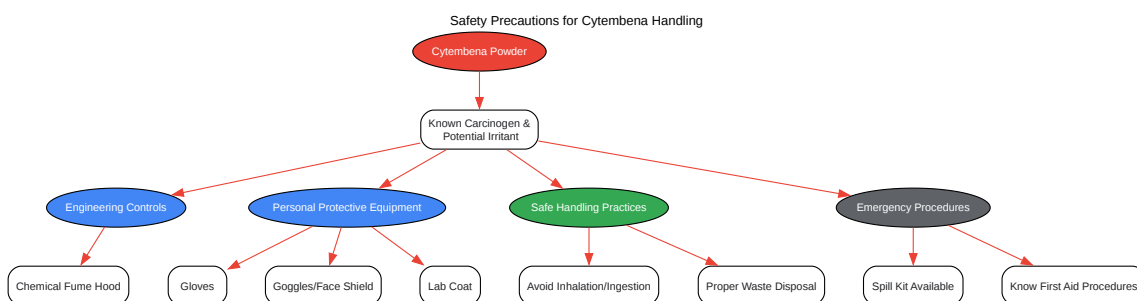 Safety Precautions for Cytembena Handling
Cytembena Powder
Known Carcinogen &
Potential Irritant
Engineering Controls
Personal Protective Equipment
Safe Handling Practices
Emergency Procedures
Chemical Fume Hood
Gloves
Goggles/Face Shield
Lab Coat
Avoid Inhalation/Ingestion
Proper Waste Disposal
Spill Kit Available
Know First Aid Procedures